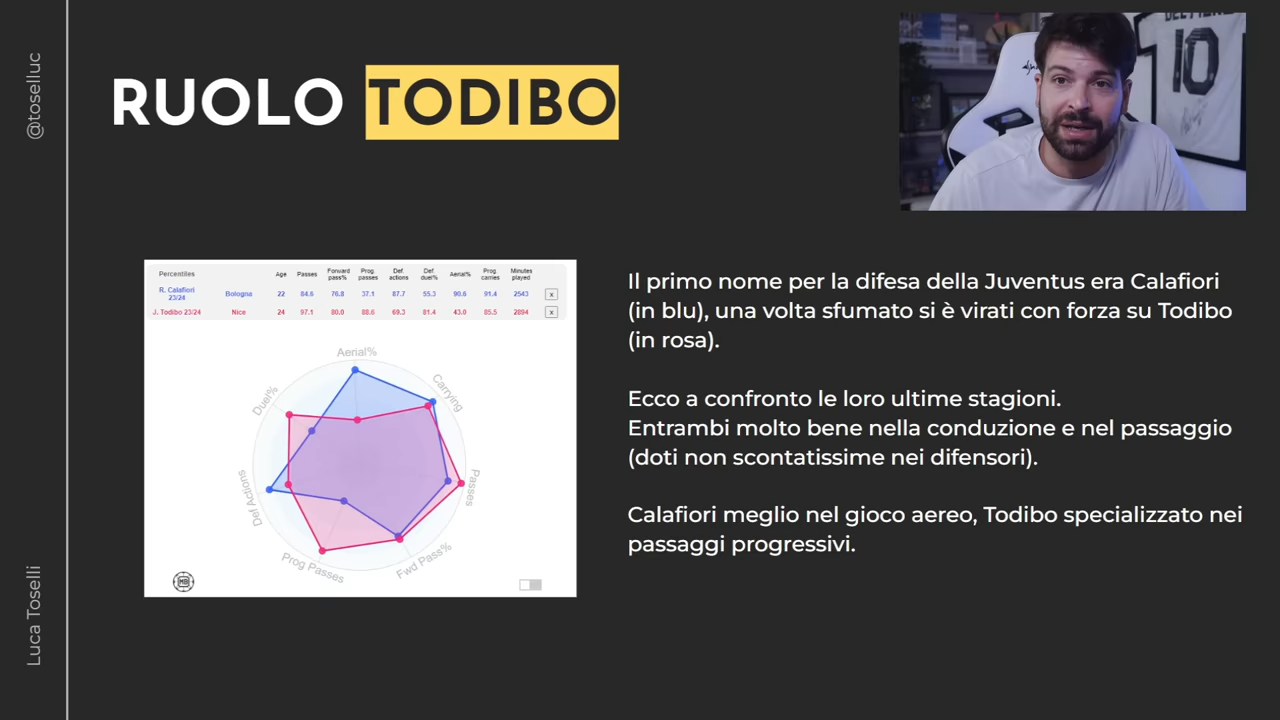 @toselluc
Luca Toselli
RUOLO TODIBO
10
Percentiles Age Passes Forward pass% Prog passes Def. actions Def. duel% Aerial% Prog. carries Minutes played
R. Calafiori 23/24 Bologna 22 84.6 76.8 37.1 87.7 55.3 90.6 91.4 2543 x
J. Todibo 23/24 Nice 24 97.1 80.0 88.6 69.3 81.4 43.0 85.5 2894 x
Aerial%
Carrying
Passes
Fwd Pass%
Prog Passes
Def Actions
Duel%
Il primo nome per la difesa della Juventus era Calafiori
(in blu), una volta sfumato si è virati con forza su Todibo
(in rosa).
Ecco a confronto le loro ultime stagioni.
Entrambi molto bene nella conduzione e nel passaggio
(doti non scontatissime nei difensori).
Calafiori meglio nel gioco aereo, Todibo specializzato nei
passaggi progressivi.